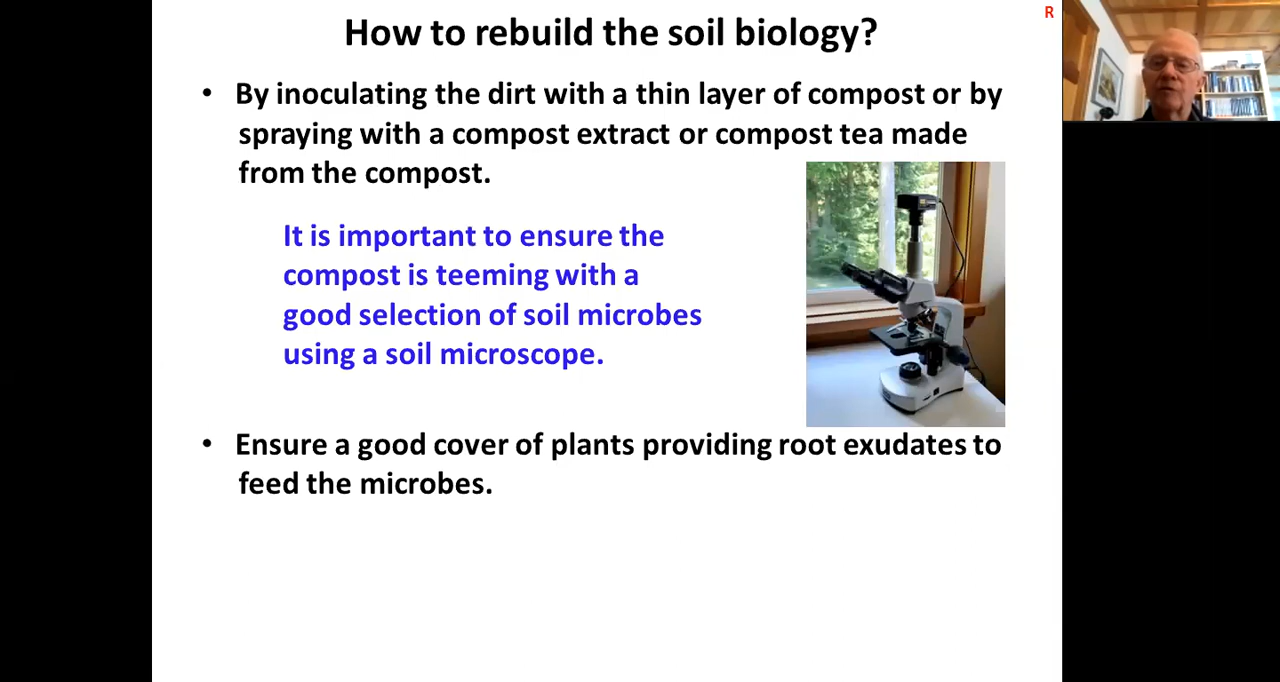 How to rebuild the soil biology?
R
• By inoculating the dirt with a thin layer of compost or by
spraying with a compost extract or compost tea made
from the compost.
It is important to ensure the
compost is teeming with a
good selection of soil microbes
using a soil microscope.
• Ensure a good cover of plants providing root exudates to
feed the microbes.